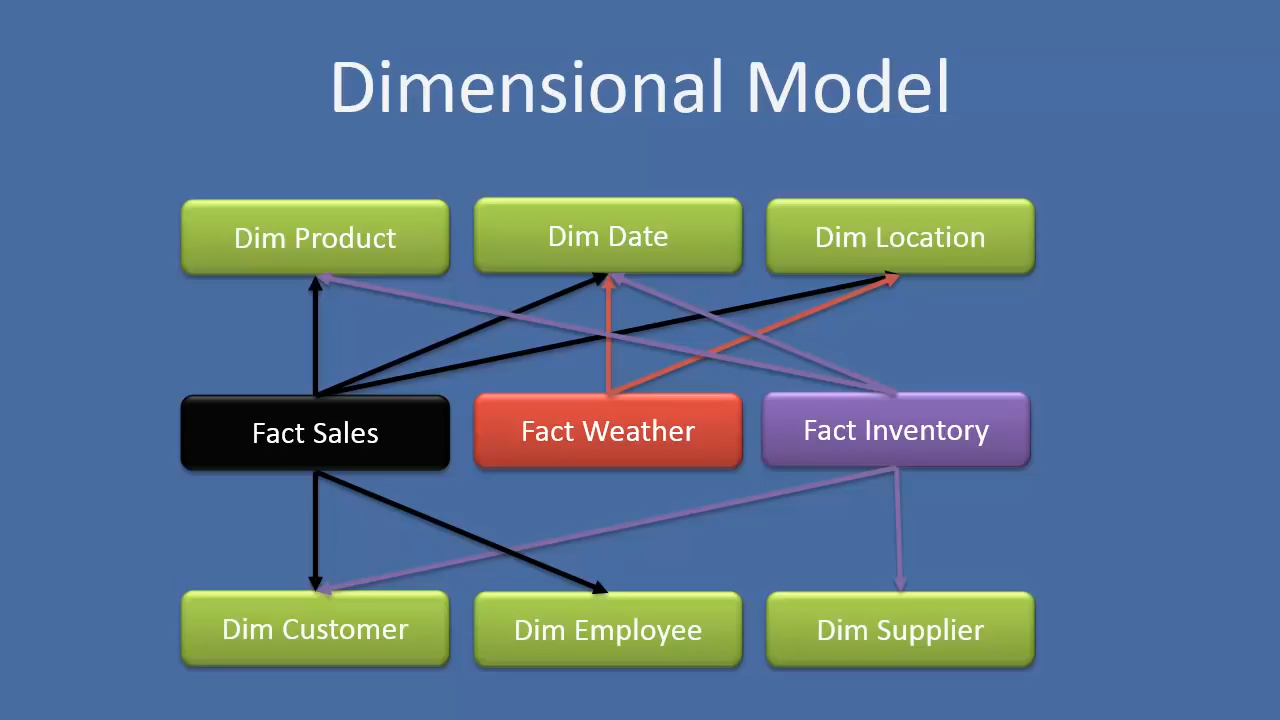 Dimensional Model
Dim Product
Dim Date
Dim Location
Fact Sales
Fact Weather
Fact Inventory
Dim Customer
Dim Employee
Dim Supplier